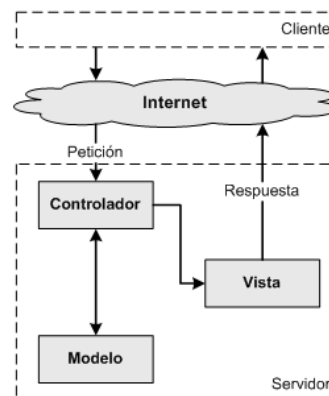 Cliente
Internet
Petición
Respuesta
Controlador
Vista
Modelo
Servidor